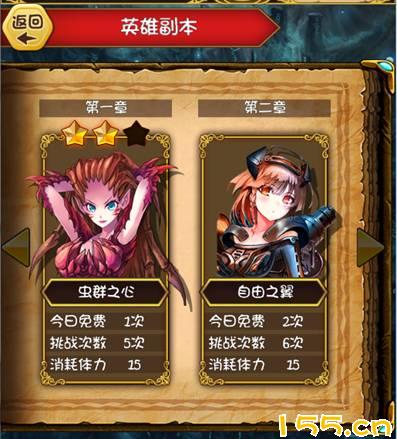 返回
英雄副本
第一章
第二章
虫群之心
自由之翼
今日免费 1次
今日免费 2次
挑战次数 5次
挑战次数 6次
消耗体力 15
消耗体力 15
155.cn